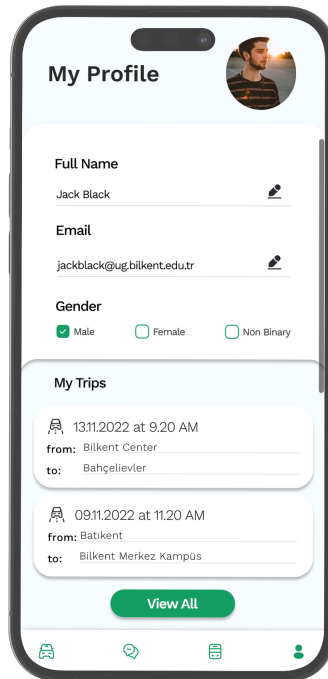 My Profile
Full Name
Jack Black
Email
jackblack@ug.bilkent.edu.tr
Gender
Male Female Non Binary
My Trips
13.11.2022 at 9.20 AM
from: Bilkent Center
to: Bahçelievler
09.11.2022 at 11.20 AM
from: Batıkent
to: Bilkent Merkez Kampüs
View All